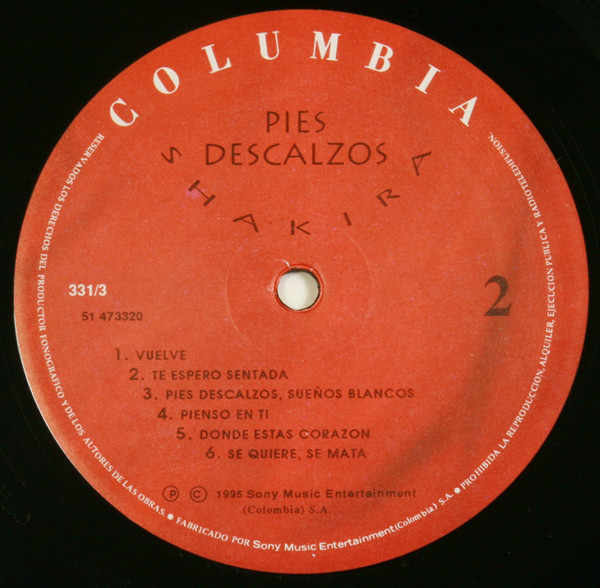 COLUMBIA
PIES
DESCALZOS
SHAKIRA
33 1/3
51 473320
2
1. VUELVE
2. TE ESPERO SENTADA
3. PIES DESCALZOS, SUEÑOS BLANCOS
4. PIENSO EN TI
5. DONDE ESTAS CORAZON
6. SE QUIERE, SE MATA
Ⓟ © 1995 Sony Music Entertainment
(Colombia) S.A.
RESERVADOS LOS DERECHOS DEL PRODUCTOR FONOGRAFICO Y DE LOS AUTORES DE LAS OBRAS. ● FABRICADO POR Sony Music Entertainment (Colombia) S.A. ● PROHIBIDA LA REPRODUCCION, ALQUILER, EJECUCION PUBLICA Y RADIOTELEDIFUSION.